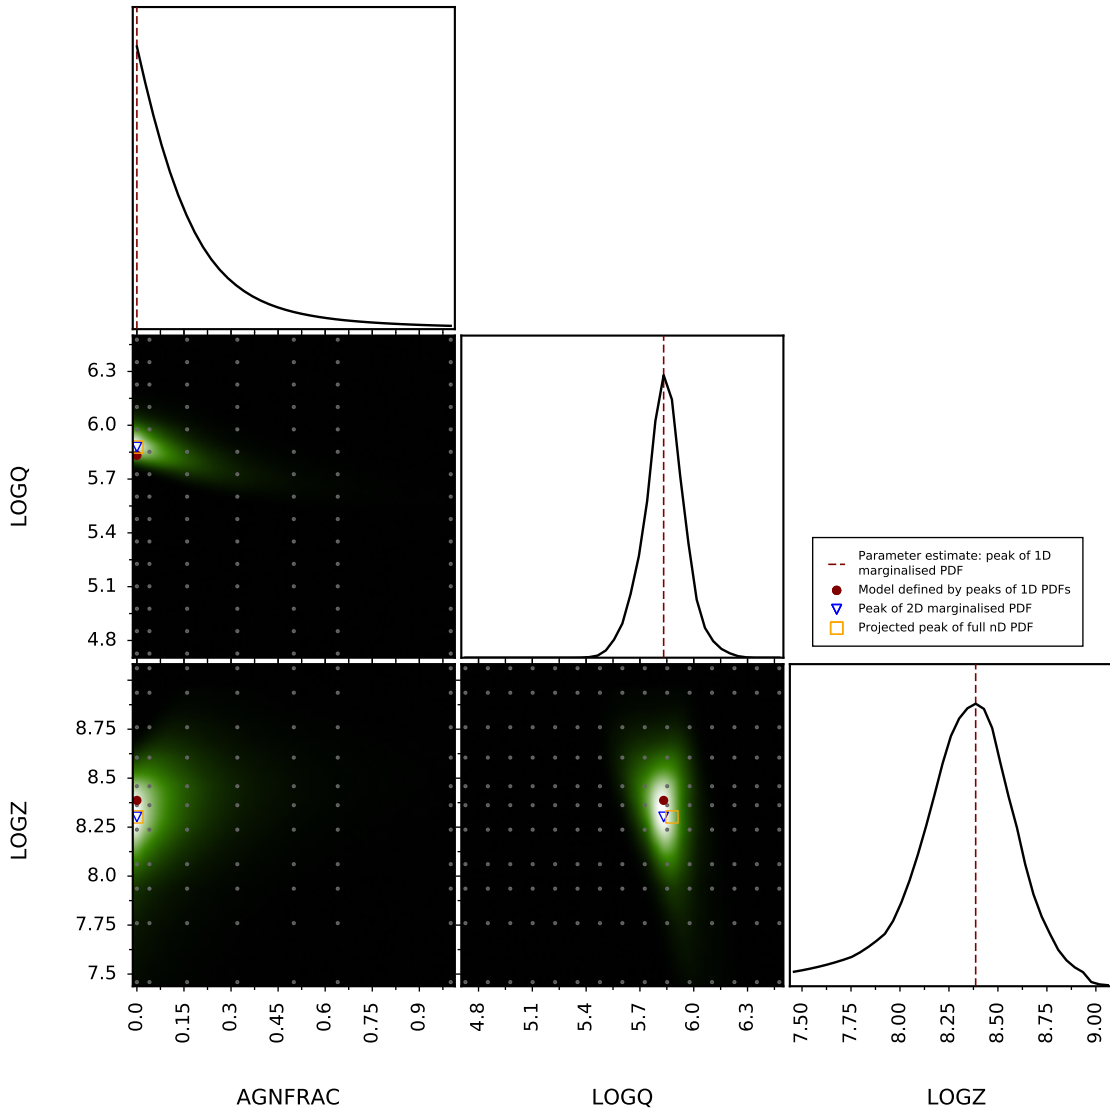 6.3
6.0
5.7
5.4
5.1
4.8
LOGQ
Parameter estimate: peak of 1D
marginalised PDF
Model defined by peaks of 1D PDFs
Peak of 2D marginalised PDF
Projected peak of full nD PDF
8.75
8.5
8.25
8.0
7.75
7.5
LOGZ
0.0 0.15 0.3 0.45 0.6 0.75 0.9
4.8 5.1 5.4 5.7 6.0 6.3
7.50 7.75 8.00 8.25 8.50 8.75 9.00
AGNFRAC
LOGQ
LOGZ